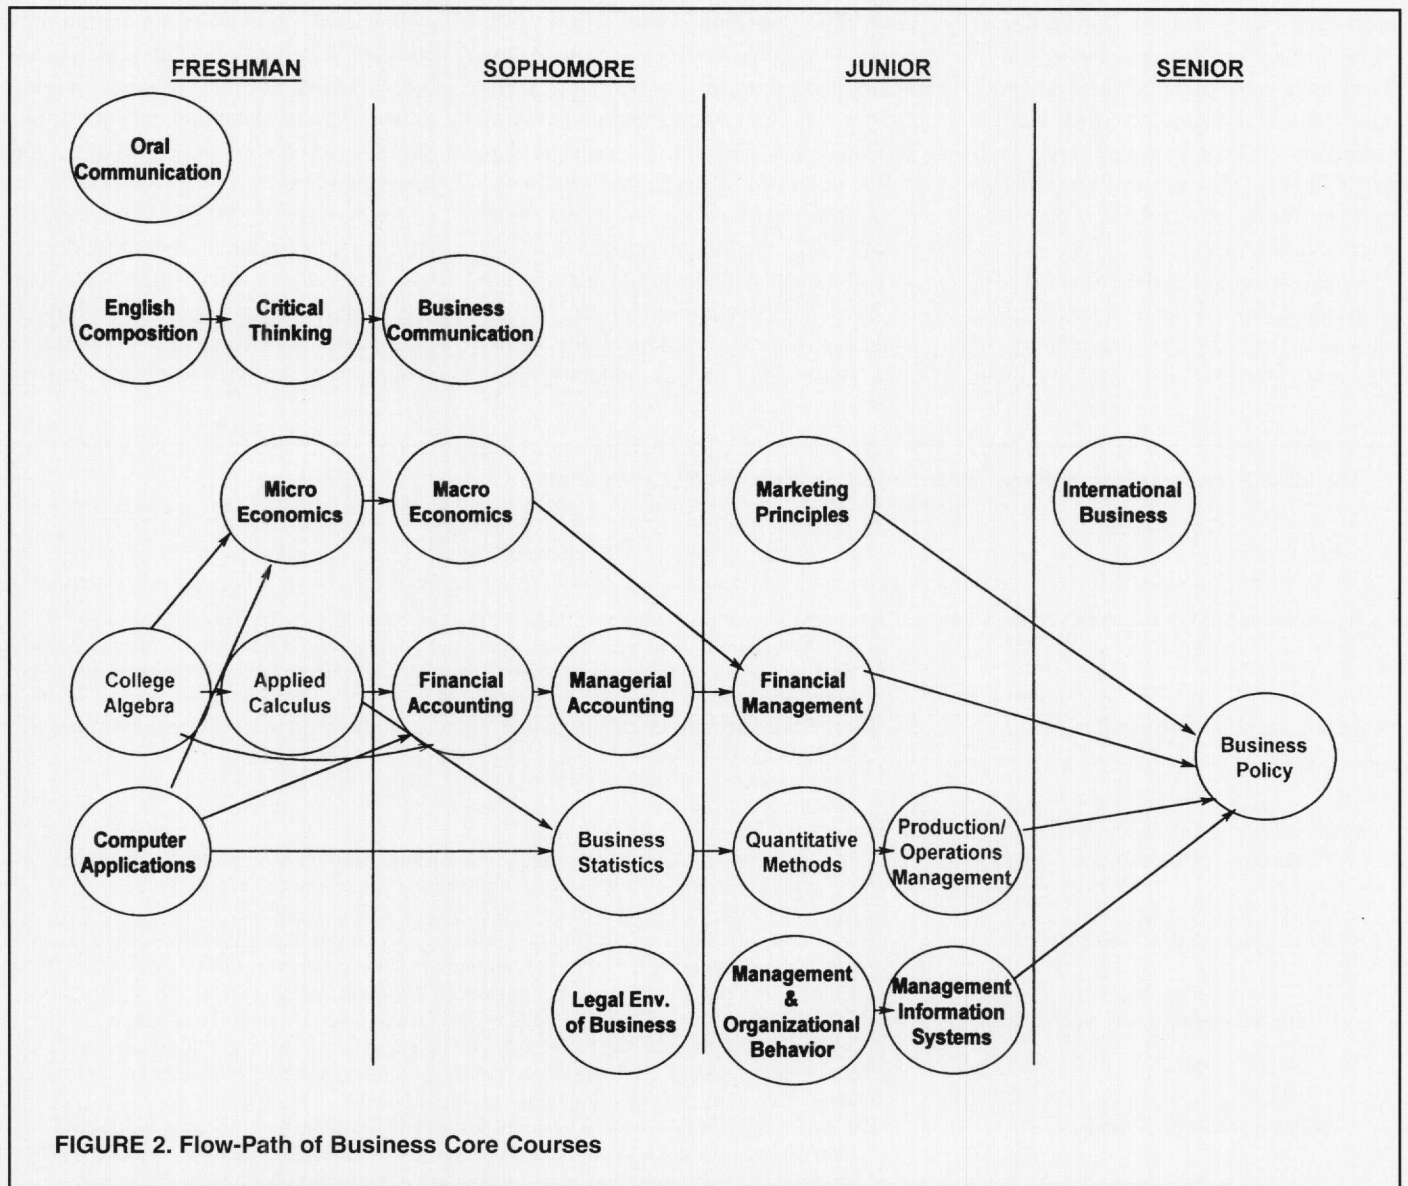 FRESHMAN
SOPHOMORE
JUNIOR
SENIOR
Oral
Communication
English
Composition
Critical
Thinking
Business
Communication
Micro
Economics
Macro
Economics
Marketing
Principles
International
Business
College
Algebra
Applied
Calculus
Financial
Accounting
Managerial
Accounting
Financial
Management
Business
Policy
Computer
Applications
Business
Statistics
Quantitative
Methods
Production/
Operations
Management
Legal Env.
of Business
Management
&
Organizational
Behavior
Management
Information
Systems
FIGURE 2. Flow-Path of Business Core Courses